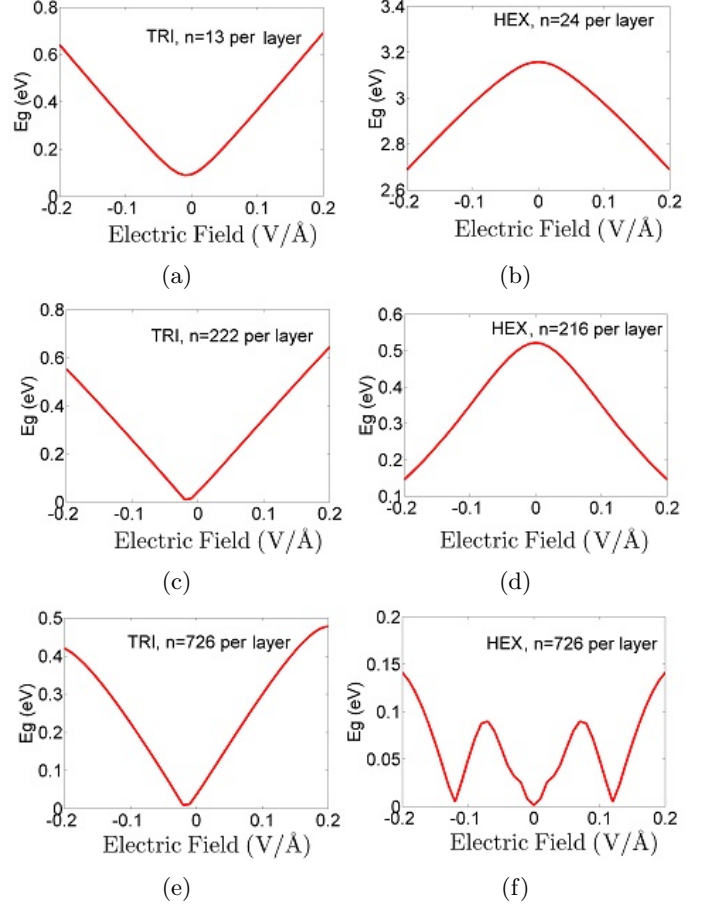 0.8
0.6
0.4
0.2
0
-0.2
-0.1
0
0.1
0.2
Eg (eV)
TRI, n=13 per layer
Electric Field (V/Å)
(a)
3.4
3.2
3
2.8
2.6
-0.2
-0.1
0
0.1
0.2
Eg (eV)
HEX, n=24 per layer
Electric Field (V/Å)
(b)
0.8
0.6
0.4
0.2
0
-0.2
-0.1
0
0.1
0.2
Eg (eV)
TRI, n=222 per layer
Electric Field (V/Å)
(c)
0.6
0.5
0.4
0.3
0.2
0.1
-0.2
-0.1
0
0.1
0.2
Eg (eV)
HEX, n=216 per layer
Electric Field (V/Å)
(d)
0.5
0.4
0.3
0.2
0.1
0
-0.2
-0.1
0
0.1
0.2
Eg (eV)
TRI, n=726 per layer
Electric Field (V/Å)
(e)
0.2
0.15
0.1
0.05
0
-0.2
-0.1
0
0.1
0.2
Eg (eV)
HEX, n=726 per layer
Electric Field (V/Å)
(f)